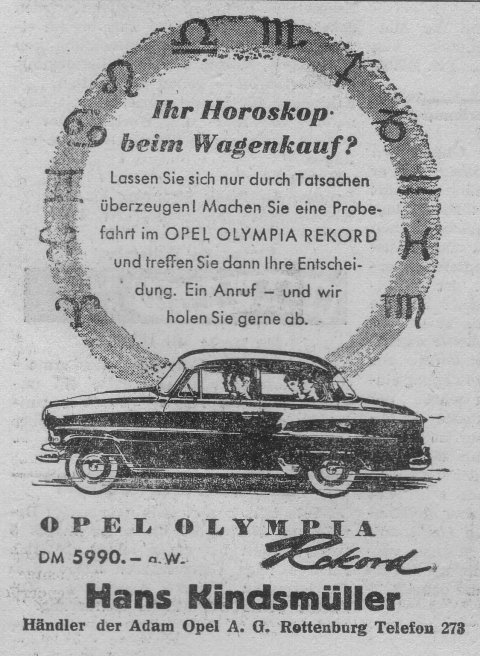 Ihr Horoskop
beim Wagenkauf?
Lassen Sie sich nur durch Tatsachen
überzeugen! Machen Sie eine Probe-
fahrt im OPEL OLYMPIA REKORD
und treffen Sie dann Ihre Entschei-
dung. Ein Anruf – und wir
holen Sie gerne ab.
OPEL OLYMPIA
Rekord
DM 5990.– a.W.
Hans Kindsmüller
Händler der Adam Opel A. G. Rottenburg Telefon 273